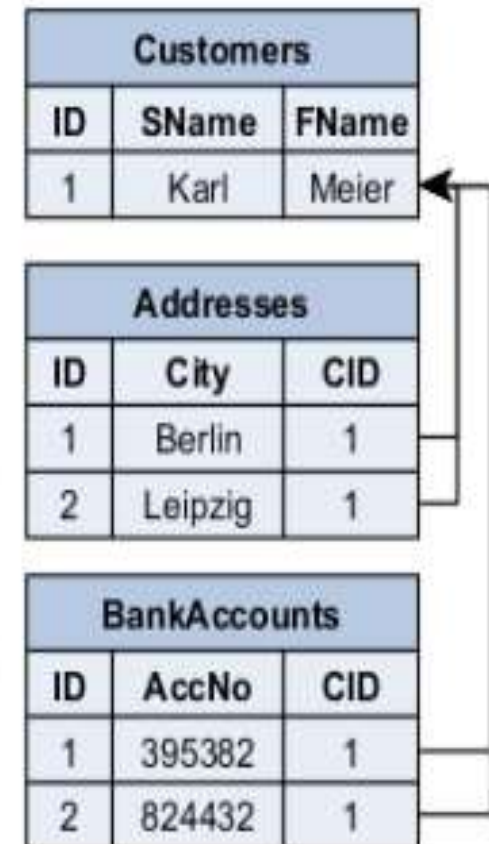 Customers
ID SName FName
1 Karl Meier
Addresses
ID City CID
1 Berlin 1
2 Leipzig 1
BankAccounts
ID AccNo CID
1 395382 1
2 824432 1